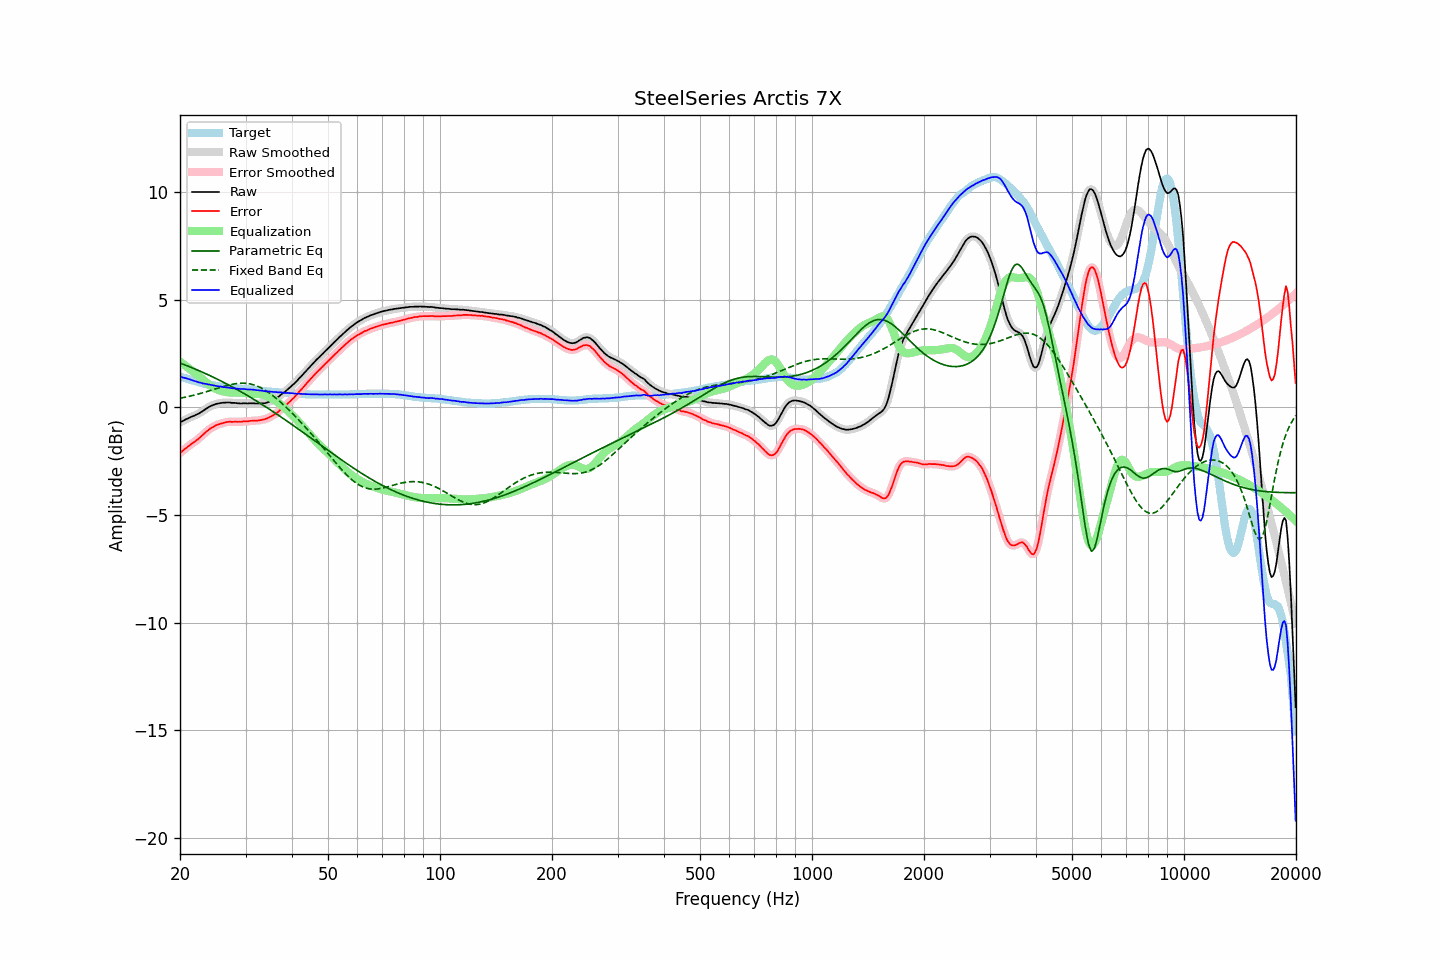 SteelSeries Arctis 7X
Target
Raw Smoothed
Error Smoothed
Raw
Error
Equalization
Parametric Eq
Fixed Band Eq
Equalized
Amplitude (dBr)
10
5
0
−5
−10
−15
−20
20 50 100 200 500 1000 2000 5000 10000 20000
Frequency (Hz)